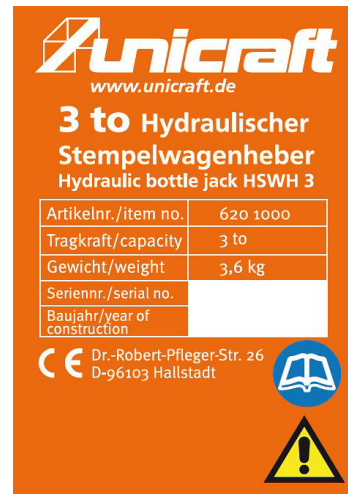 unicraft
www.unicraft.de
3 to Hydraulischer
Stempelwagenheber
Hydraulic bottle jack HSWH 3
Artikelnr./item no. 620 1000
Tragkraft/capacity 3 to
Gewicht/weight 3,6 kg
Seriennr./serial no.
Baujahr/year of
construction
CE Dr.-Robert-Pfleger-Str. 26
D-96103 Hallstadt